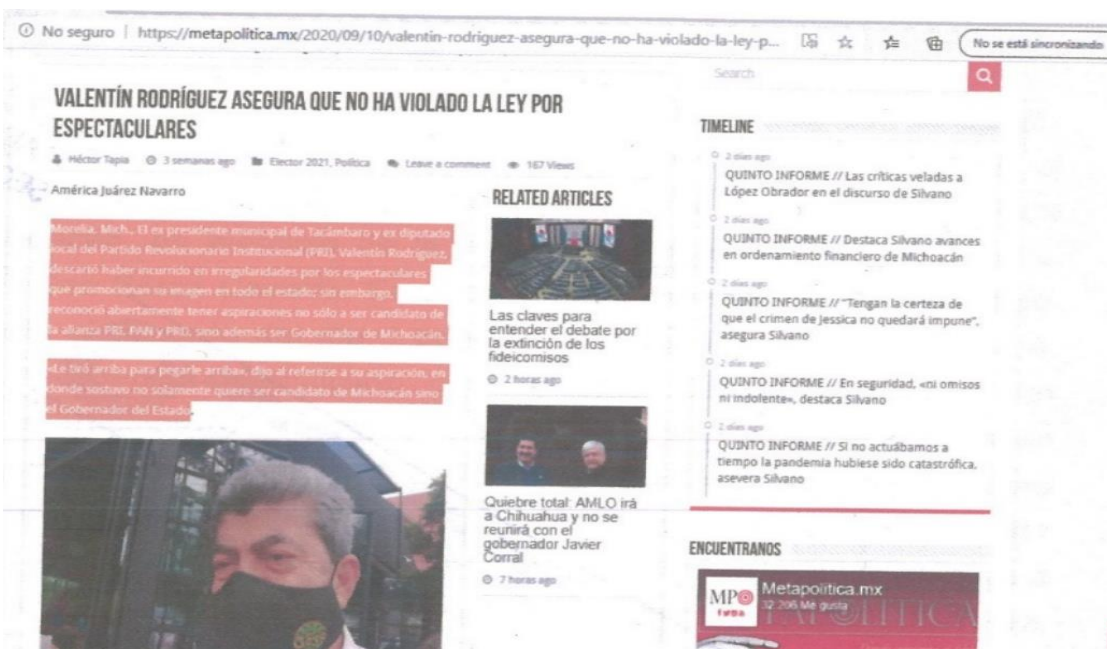 No seguro | https://metapolitica.mx/2020/09/10/valentin-rodriguez-asegura-que-no-ha-violado-la-ley-p...
No se está sincronizando
Search
VALENTÍN RODRÍGUEZ ASEGURA QUE NO HA VIOLADO LA LEY POR
ESPECTACULARES
Héctor Tapia 3 semanas ago Elector 2021, Política Leave a comment 167 Views
América Juárez Navarro
Morelia, Mich., El ex presidente municipal de Tacámbaro y ex diputado
local del Partido Revolucionario Institucional (PRI), Valentín Rodríguez,
descartó haber incurrido en irregularidades por los espectaculares
que promocionan su imagen en todo el estado; sin embargo,
reconoció abiertamente tener aspiraciones no sólo a ser candidato de
la alianza PRI, PAN y PRD, sino además ser Gobernador de Michoacán.
«Le tiró arriba para pegarle arriba», dijo al referirse a su aspiración, en
donde sostuvo no solamente quiere ser candidato de Michoacán sino
el Gobernador del Estado.
RELATED ARTICLES
Las claves para
entender el debate por
la extinción de los
fideicomisos
2 horas ago
Quiebre total: AMLO irá
a Chihuahua y no se
reunirá con el
gobernador Javier
Corral
7 horas ago
TIMELINE
2 días ago
QUINTO INFORME // Las críticas veladas a
López Obrador en el discurso de Silvano
2 días ago
QUINTO INFORME // Destaca Silvano avances
en ordenamiento financiero de Michoacán
2 días ago
QUINTO INFORME // "Tengan la certeza de
que el crimen de Jessica no quedará impune",
asegura Silvano
2 días ago
QUINTO INFORME // En seguridad, «ni omisos
ni indolente», destaca Silvano
2 días ago
QUINTO INFORME // Si no actuábamos a
tiempo la pandemia hubiese sido catastrófica,
asevera Silvano
ENCUENTRANOS
MPO
Metapolitica.mx
32.206 Me gusta